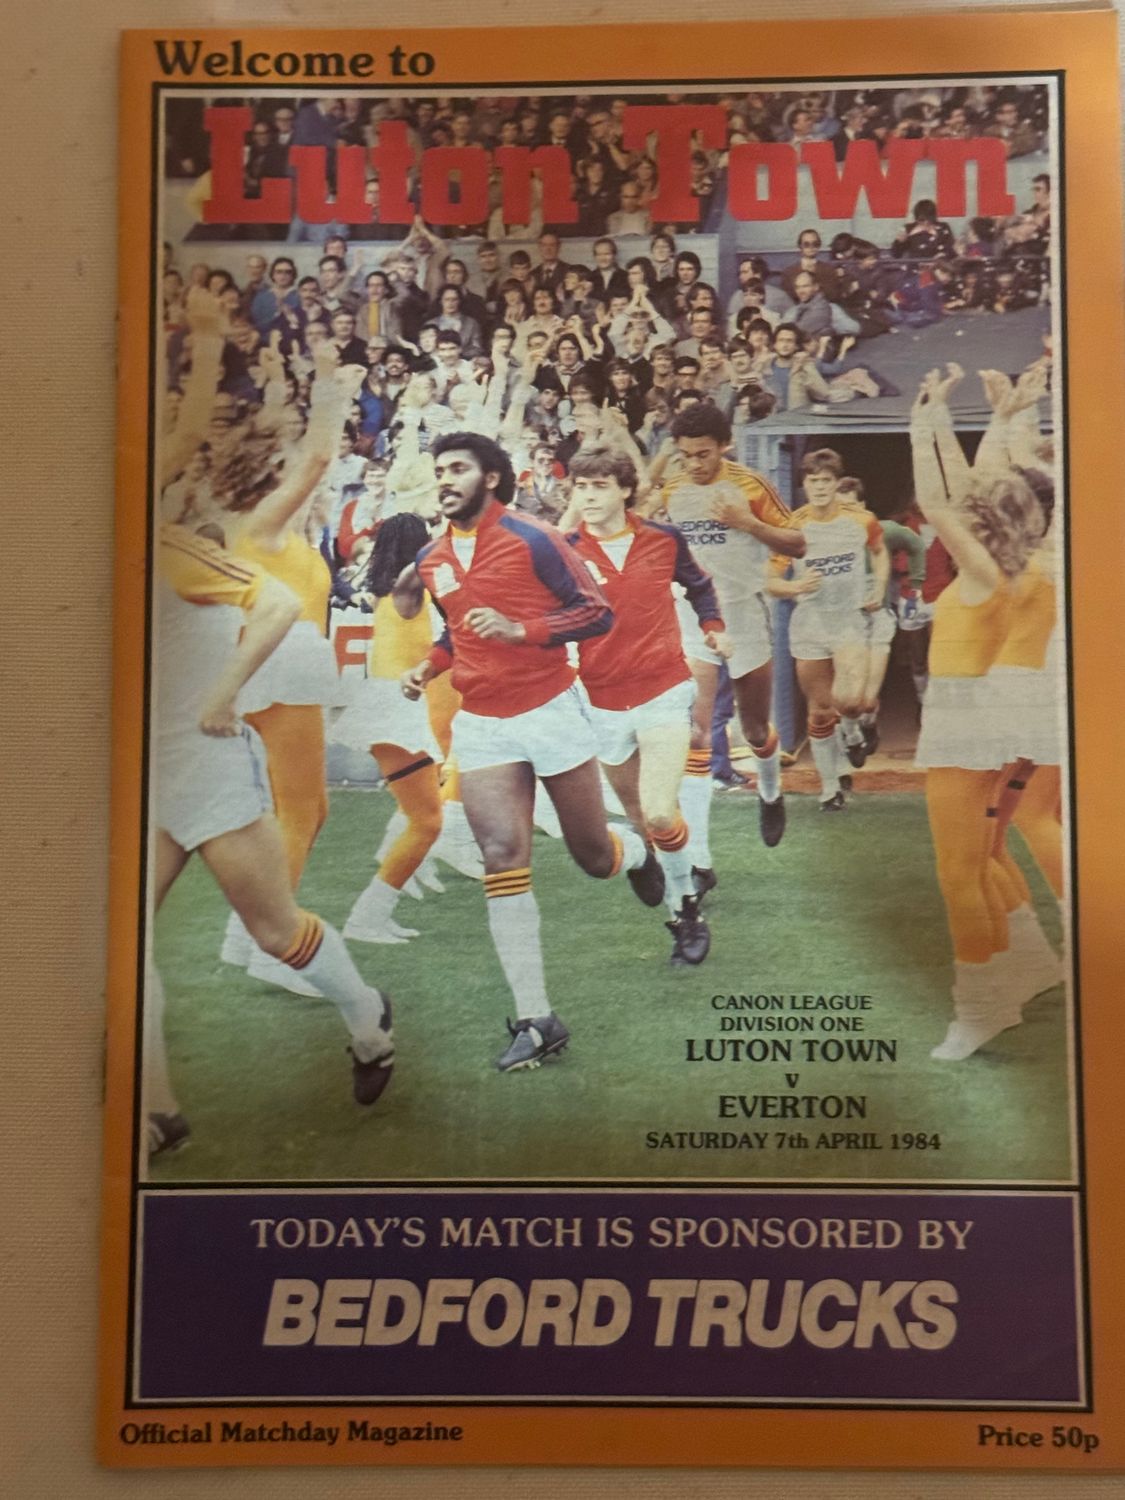 Welcome to
Luton Town
BEDFORD
TRUCKS
BEDFORD
TRUCKS
CANON LEAGUE
DIVISION ONE
LUTON TOWN
v
EVERTON
SATURDAY 7th APRIL 1984
TODAY'S MATCH IS SPONSORED BY
BEDFORD TRUCKS
Official Matchday Magazine
Price 50p